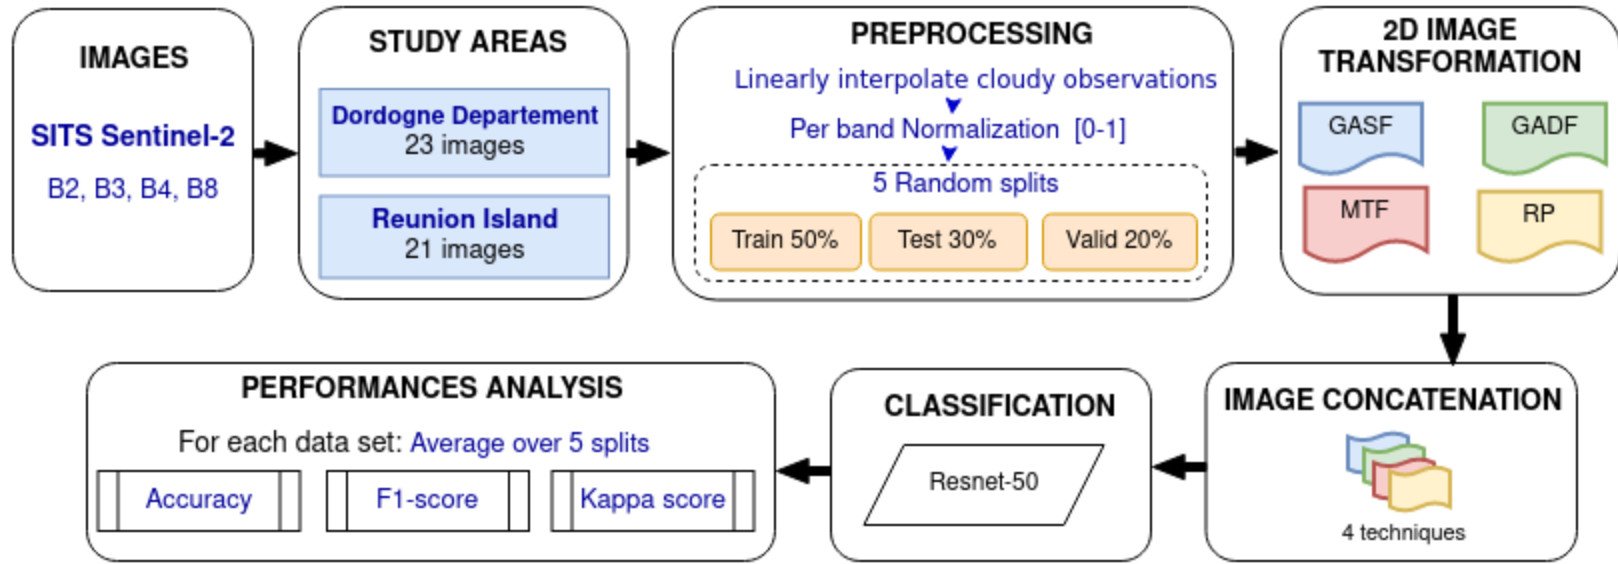 IMAGES
SITS Sentinel-2
B2, B3, B4, B8
STUDY AREAS
Dordogne Departement
23 images
Reunion Island
21 images
PREPROCESSING
Linearly interpolate cloudy observations
Per band Normalization [0-1]
5 Random splits
Train 50%
Test 30%
Valid 20%
2D IMAGE
TRANSFORMATION
GASF
GADF
MTF
RP
IMAGE CONCATENATION
4 techniques
CLASSIFICATION
Resnet-50
PERFORMANCES ANALYSIS
For each data set: Average over 5 splits
Accuracy
F1-score
Kappa score